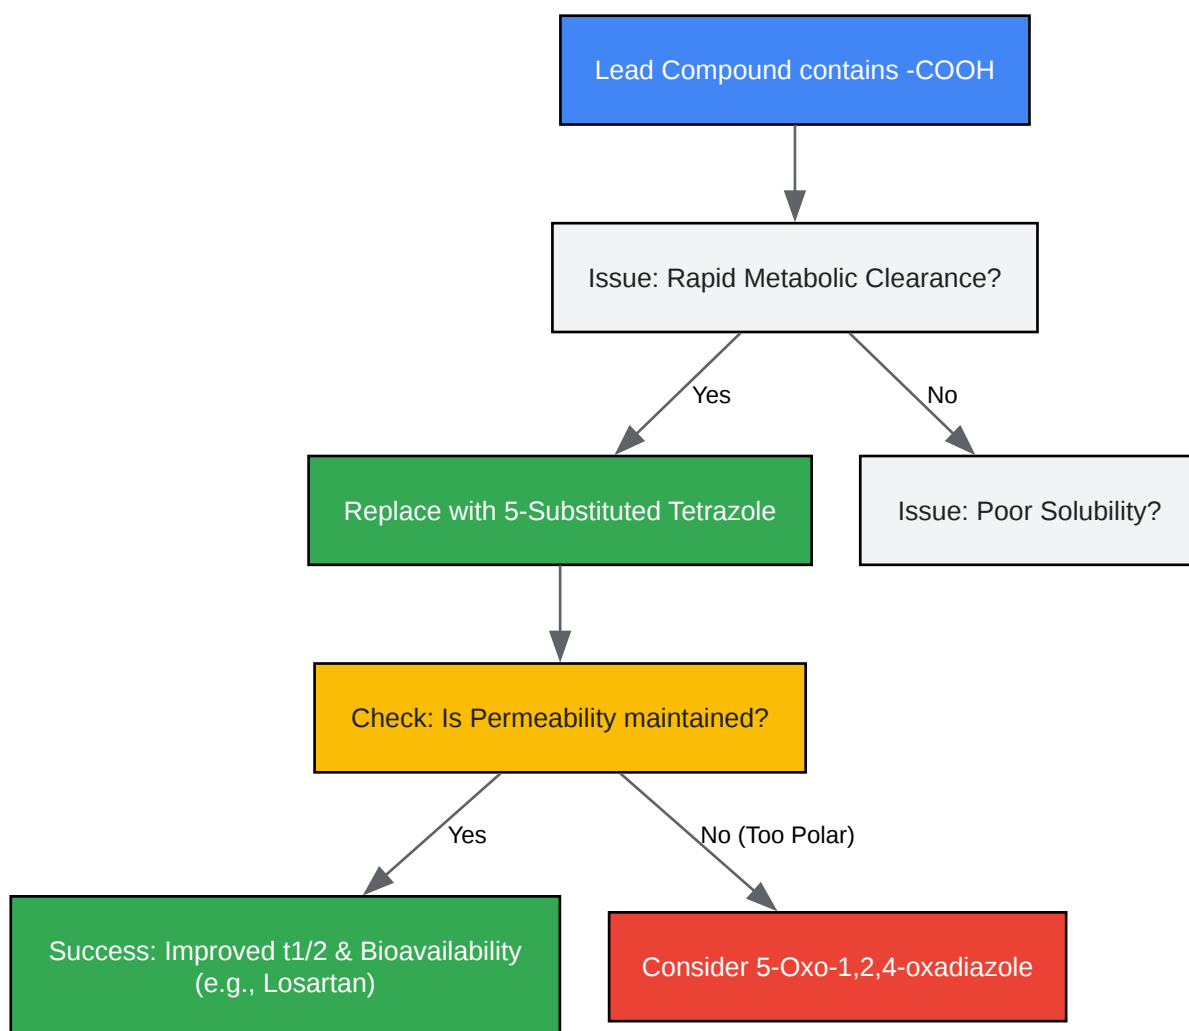 Lead Compound contains -COOH
Issue: Rapid Metabolic Clearance?
Yes
No
Replace with 5-Substituted Tetrazole
Issue: Poor Solubility?
Check: Is Permeability maintained?
Yes
No (Too Polar)
Success: Improved t1/2 & Bioavailability
(e.g., Losartan)
Consider 5-Oxo-1,2,4-oxadiazole